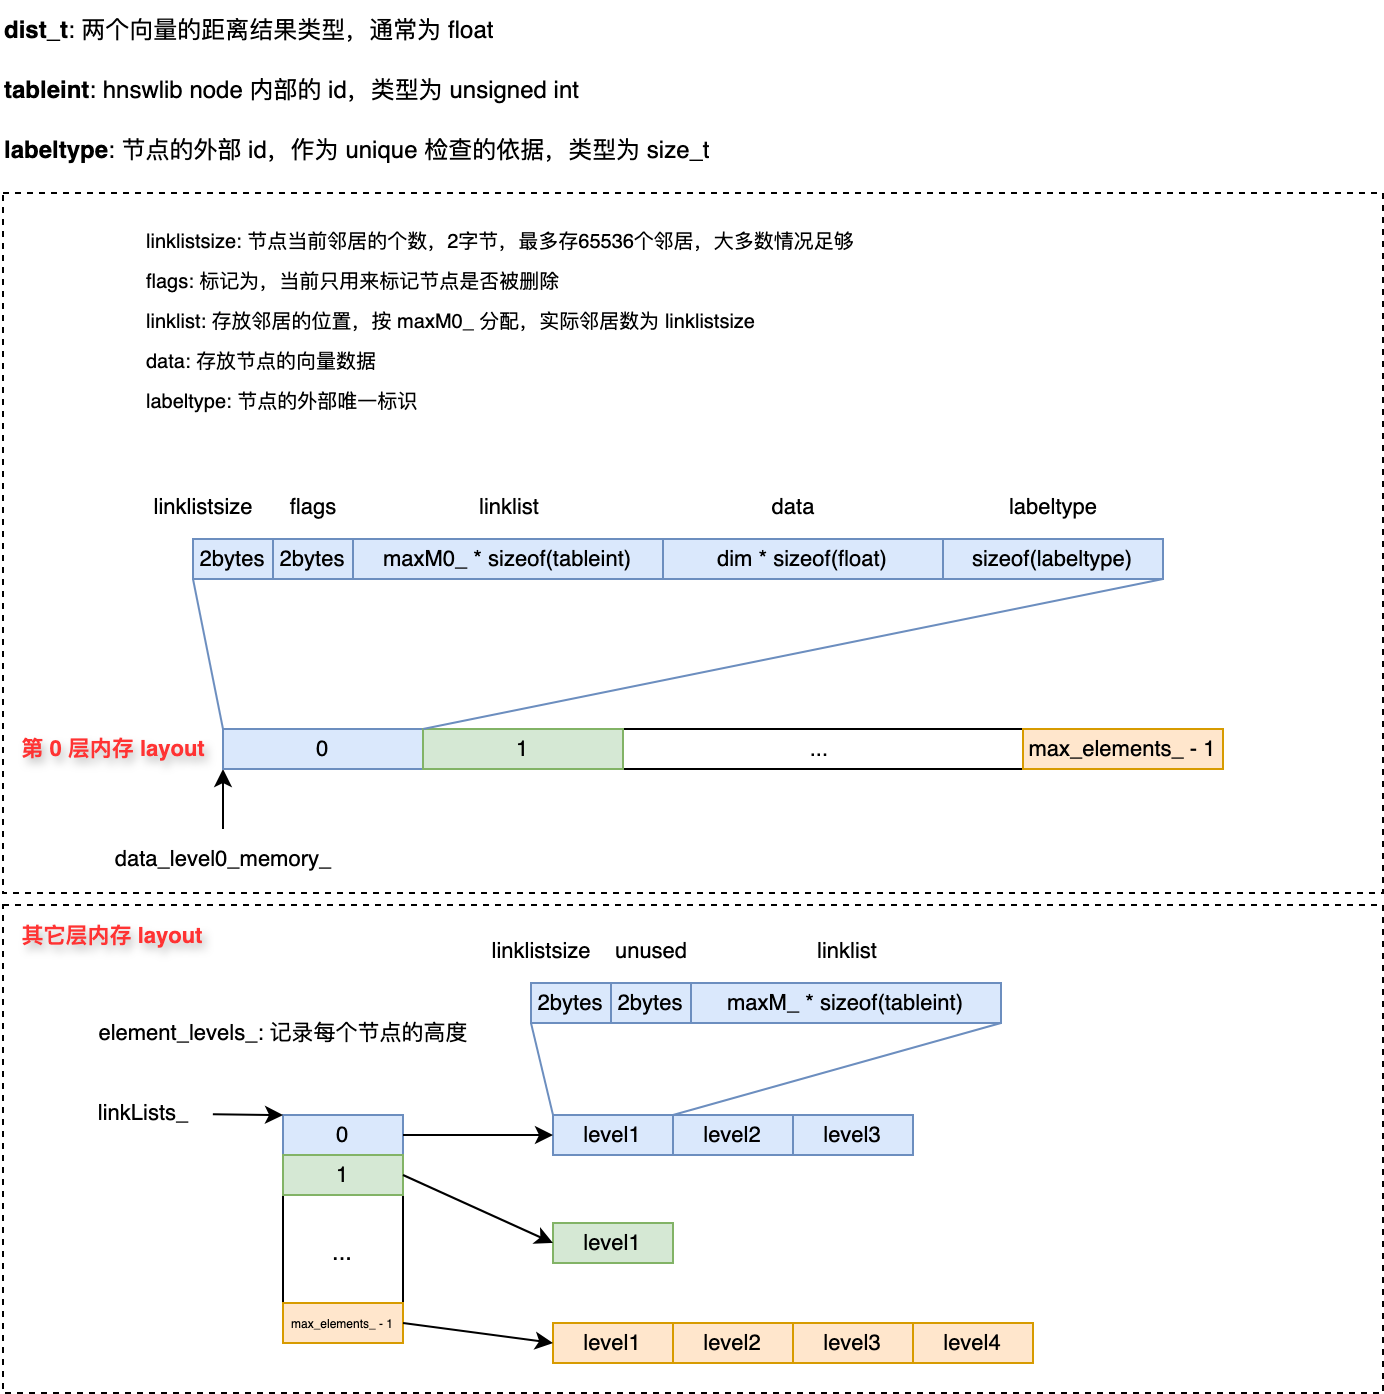 dist_t: 两个向量的距离结果类型，通常为 float
tableint: hnswlib node 内部的 id，类型为 unsigned int
labeltype: 节点的外部 id，作为 unique 检查的依据，类型为 size_t
linklistsize: 节点当前邻居的个数，2字节，最多存65536个邻居，大多数情况足够
flags: 标记为，当前只用来标记节点是否被删除
linklist: 存放邻居的位置，按 maxM0_ 分配，实际邻居数为 linklistsize
data: 存放节点的向量数据
labeltype: 节点的外部唯一标识
linklistsize flags linklist data labeltype
2bytes 2bytes maxM0_ * sizeof(tableint) dim * sizeof(float) sizeof(labeltype)
第 0 层内存 layout 0 1 ... max_elements_ - 1
data_level0_memory_
其它层内存 layout
linklistsize unused linklist
2bytes 2bytes maxM_ * sizeof(tableint)
element_levels_: 记录每个节点的高度
linkLists_
0 level1 level2 level3
1
level1
...
max_elements_ - 1
level1 level2 level3 level4